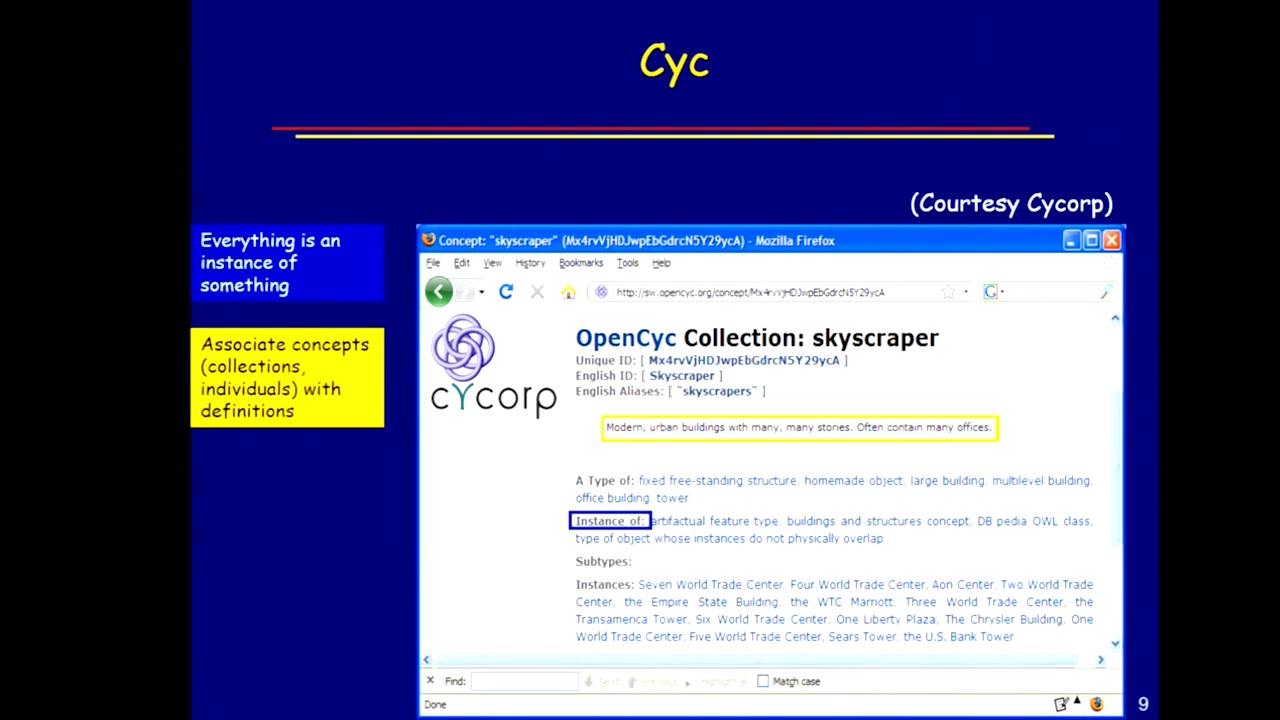 Cyc
(Courtesy Cycorp)
Everything is an
instance of
something
Associate concepts
(collections,
individuals) with
definitions
Concept: "skyscraper" (Mx4rvVjHDJwpEbGdrcN5Y29ycA) - Mozilla Firefox
File Edit View History Bookmarks Tools Help
http://sw.opencyc.org/concept/Mx4rvVjHDJwpEbGdrcN5Y29ycA
G
cYcorp
OpenCyc Collection: skyscraper
Unique ID: [ Mx4rvVjHDJwpEbGdrcN5Y29ycA ]
English ID: [ Skyscraper ]
English Aliases: [ "skyscrapers" ]
Modern, urban buildings with many, many stories. Often contain many offices.
A Type of: fixed free-standing structure, homemade object, large building, multilevel building,
office building, tower
Instance of: artifactual feature type, buildings and structures concept, DB pedia OWL class,
type of object whose instances do not physically overlap
Subtypes:
Instances: Seven World Trade Center, Four World Trade Center, Aon Center, Two World Trade
Center, the Empire State Building, the WTC Marriott, Three World Trade Center, the
Transamerica Tower, Six World Trade Center, One Liberty Plaza, The Chrysler Building, One
World Trade Center, Five World Trade Center, Sears Tower, the U.S. Bank Tower
Find: Next Previous Highlight all Match case
Done
9